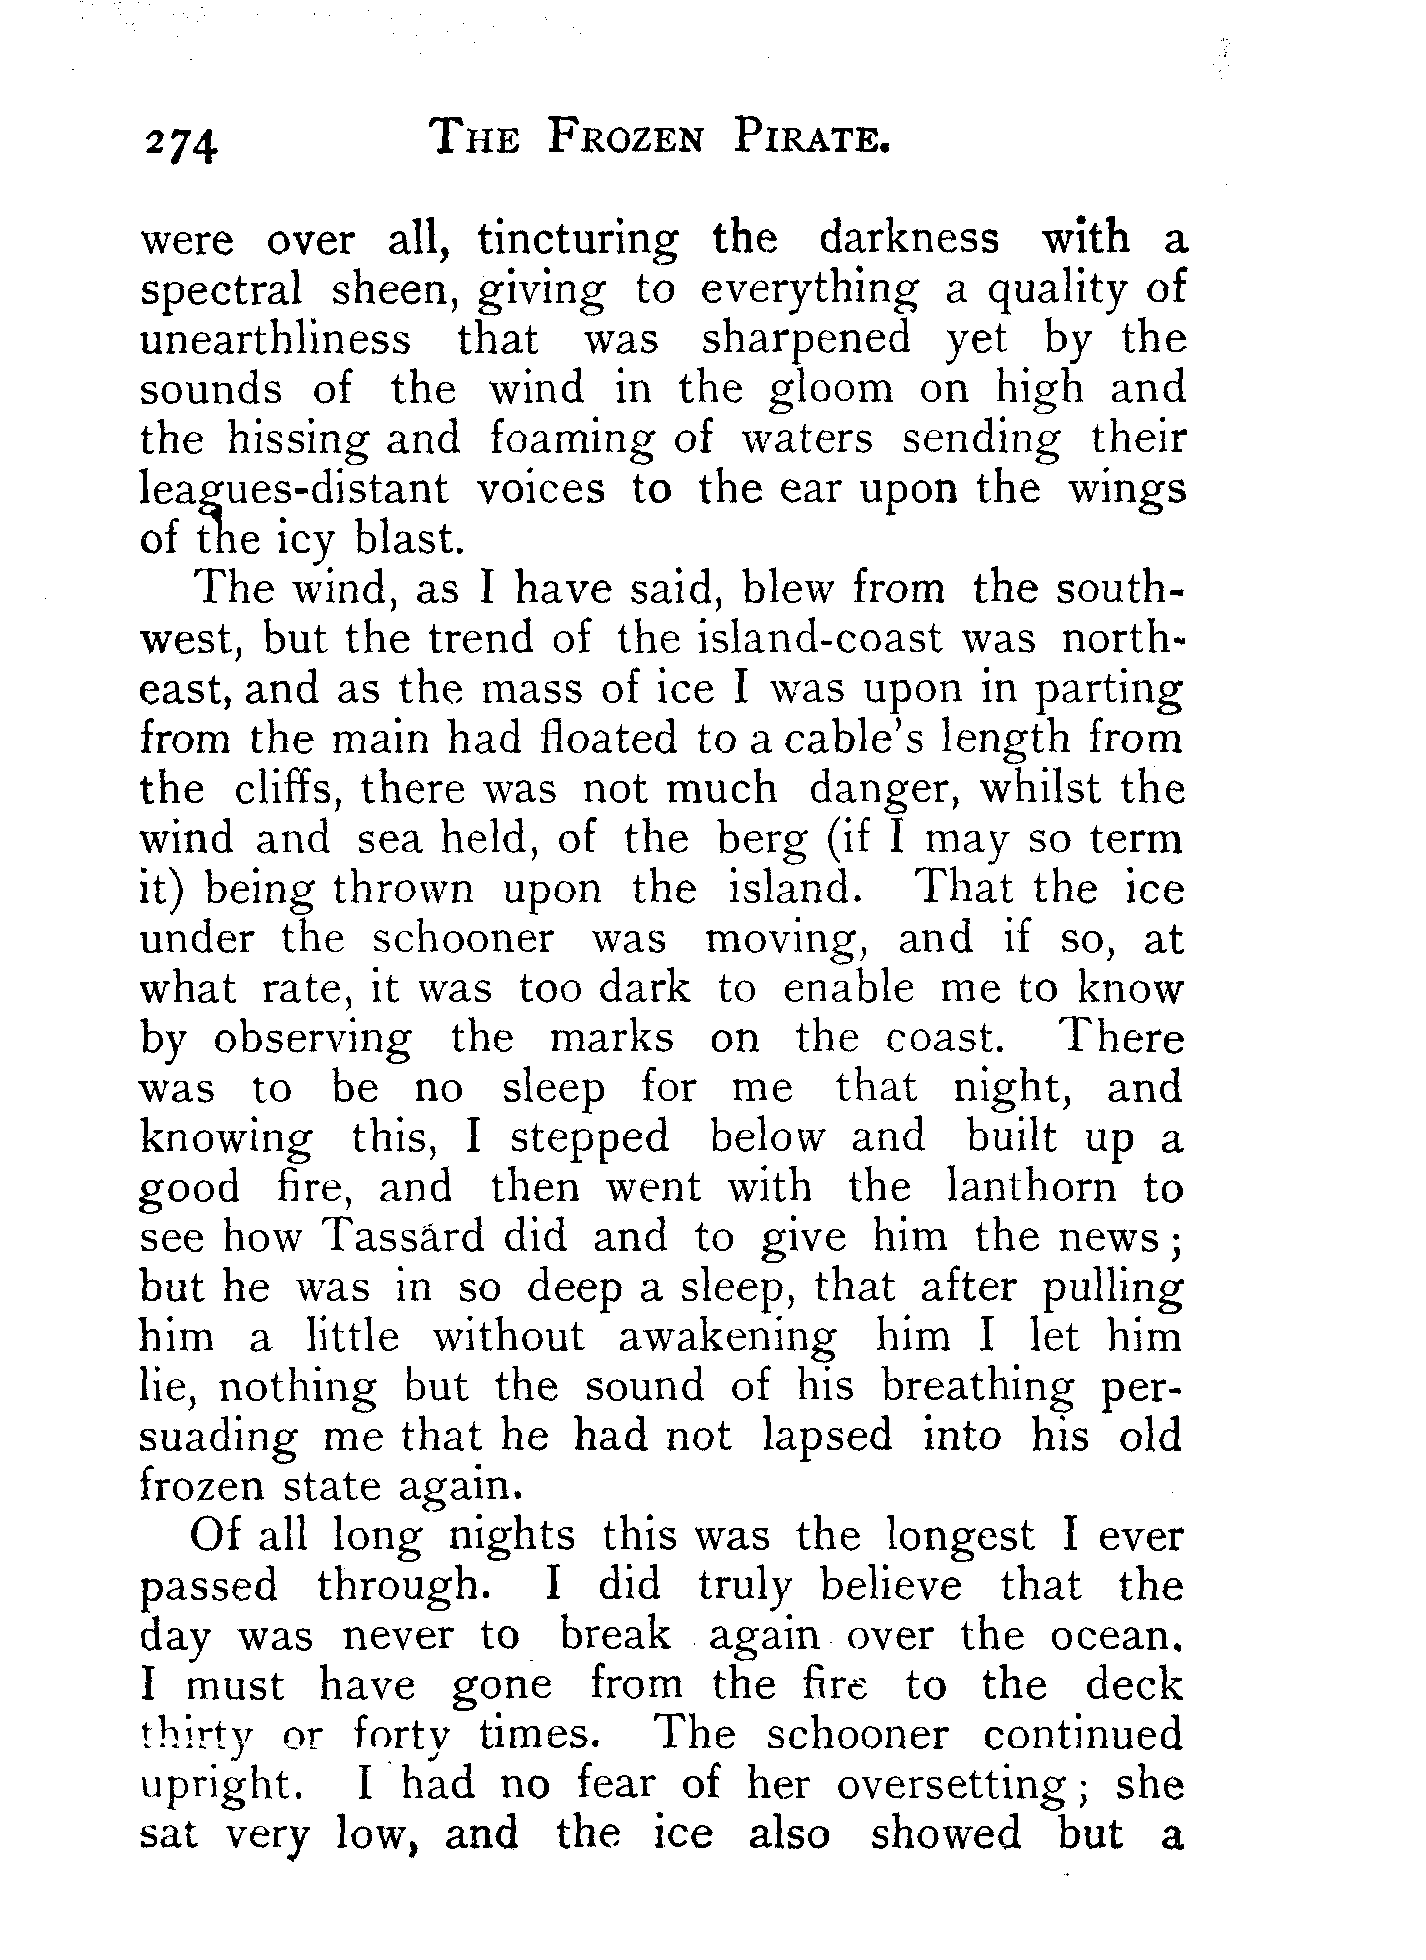 274 THE FROZEN PIRATE.
were over all, tincturing the darkness with a
spectral sheen, giving to everything a quality of
unearthliness that was sharpened yet by the
sounds of the wind in the gloom on high and
the hissing and foaming of waters sending their
leagues-distant voices to the ear upon the wings
of the icy blast.
The wind, as I have said, blew from the south-
west, but the trend of the island-coast was north-
east, and as the mass of ice I was upon in parting
from the main had floated to a cable's length from
the cliffs, there was not much danger, whilst the
wind and sea held, of the berg (if I may so term
it) being thrown upon the island. That the ice
under the schooner was moving, and if so, at
what rate, it was too dark to enable me to know
by observing the marks on the coast. There
was to be no sleep for me that night, and
knowing this, I stepped below and built up a
good fire, and then went with the lanthorn to
see how Tassard did and to give him the news;
but he was in so deep a sleep, that after pulling
him a little without awakening him I let him
lie, nothing but the sound of his breathing per-
suading me that he had not lapsed into his old
frozen state again.
Of all long nights this was the longest I ever
passed through. I did truly believe that the
day was never to break again over the ocean.
I must have gone from the fire to the deck
thirty or forty times. The schooner continued
upright. I had no fear of her oversetting; she
sat very low, and the ice also showed but a